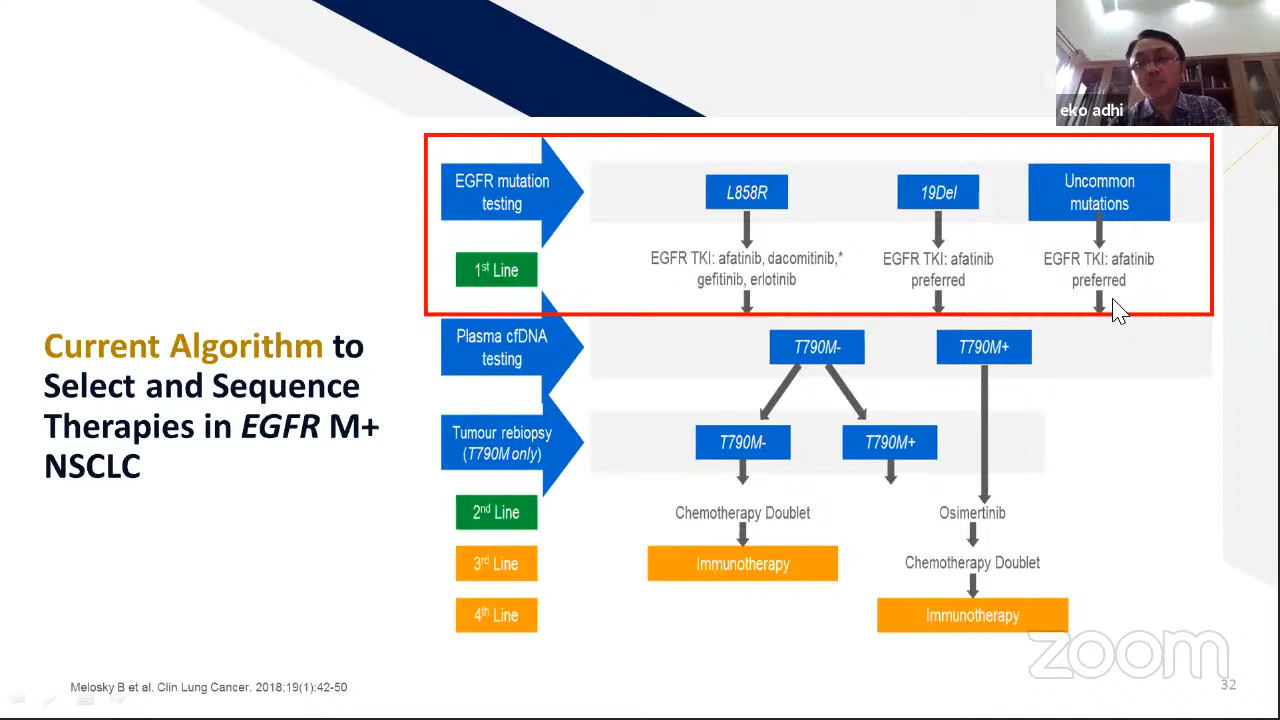 eko adhi
EGFR mutation
testing
L858R
19Del
Uncommon
mutations
1st Line
EGFR TKI: afatinib, dacomitinib,*
gefitinib, erlotinib
EGFR TKI: afatinib
preferred
EGFR TKI: afatinib
preferred
Current Algorithm to
Select and Sequence
Therapies in EGFR M+
NSCLC
Plasma cfDNA
testing
T790M-
T790M+
Tumour rebiopsy
(T790M only)
T790M-
T790M+
2nd Line
Chemotherapy Doublet
Osimertinib
3rd Line
Immunotherapy
Chemotherapy Doublet
4th Line
Immunotherapy
zoom
Melosky B et al. Clin Lung Cancer. 2018;19(1):42-50
32